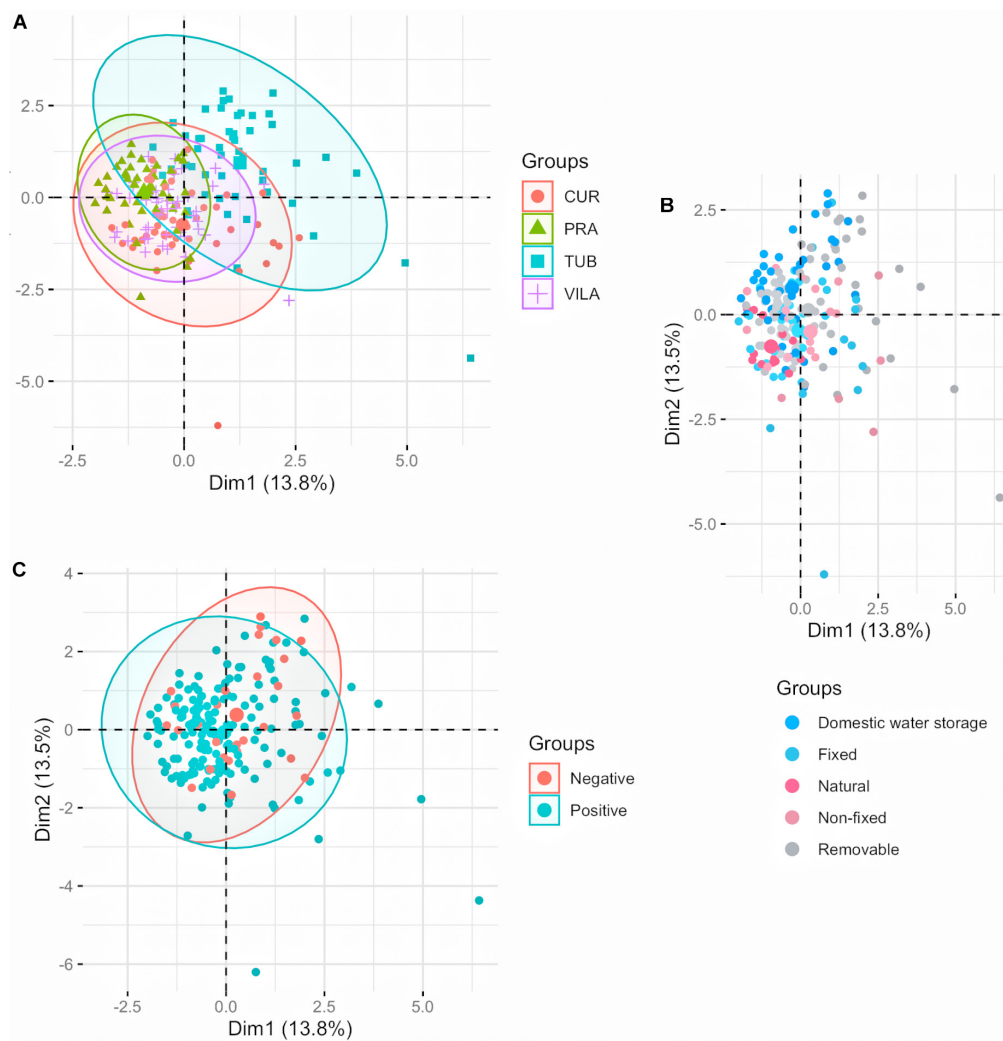 A
2.5
0.0
-2.5
-5.0
-2.5
0.0
2.5
5.0
Dim1 (13.8%)
Groups
CUR
PRA
TUB
VILA
B
2.5
0.0
-2.5
-5.0
Dim2 (13.5%)
0.0
2.5
5.0
Dim1 (13.8%)
Groups
Domestic water storage
Fixed
Natural
Non-fixed
Removable
C
4
2
0
-2
-4
-6
Dim2 (13.5%)
-2.5
0.0
2.5
5.0
Dim1 (13.8%)
Groups
Negative
Positive